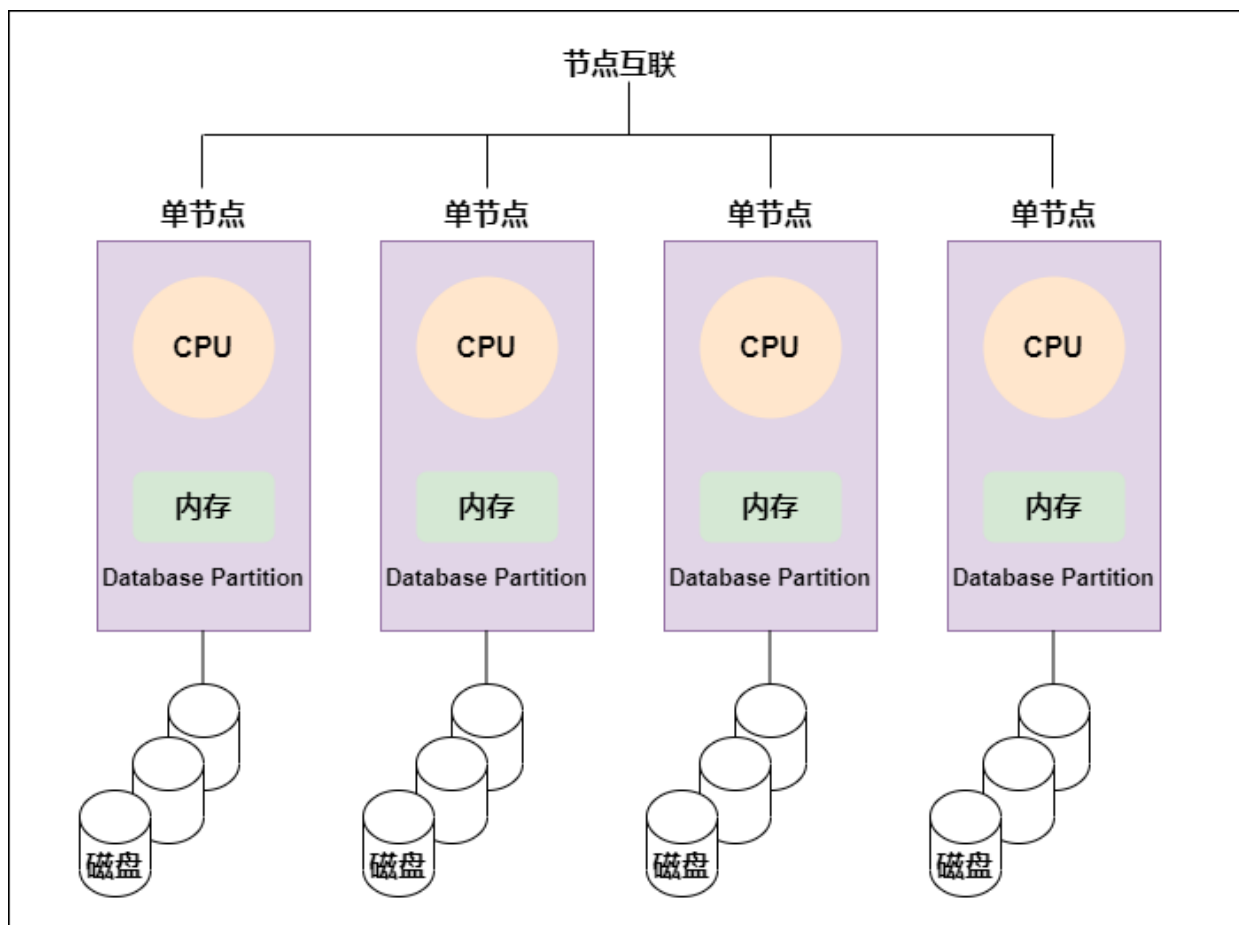 节点互联
单节点 单节点 单节点 单节点
CPU CPU CPU CPU
内存 内存 内存 内存
Database Partition Database Partition Database Partition Database Partition
磁盘 磁盘 磁盘 磁盘